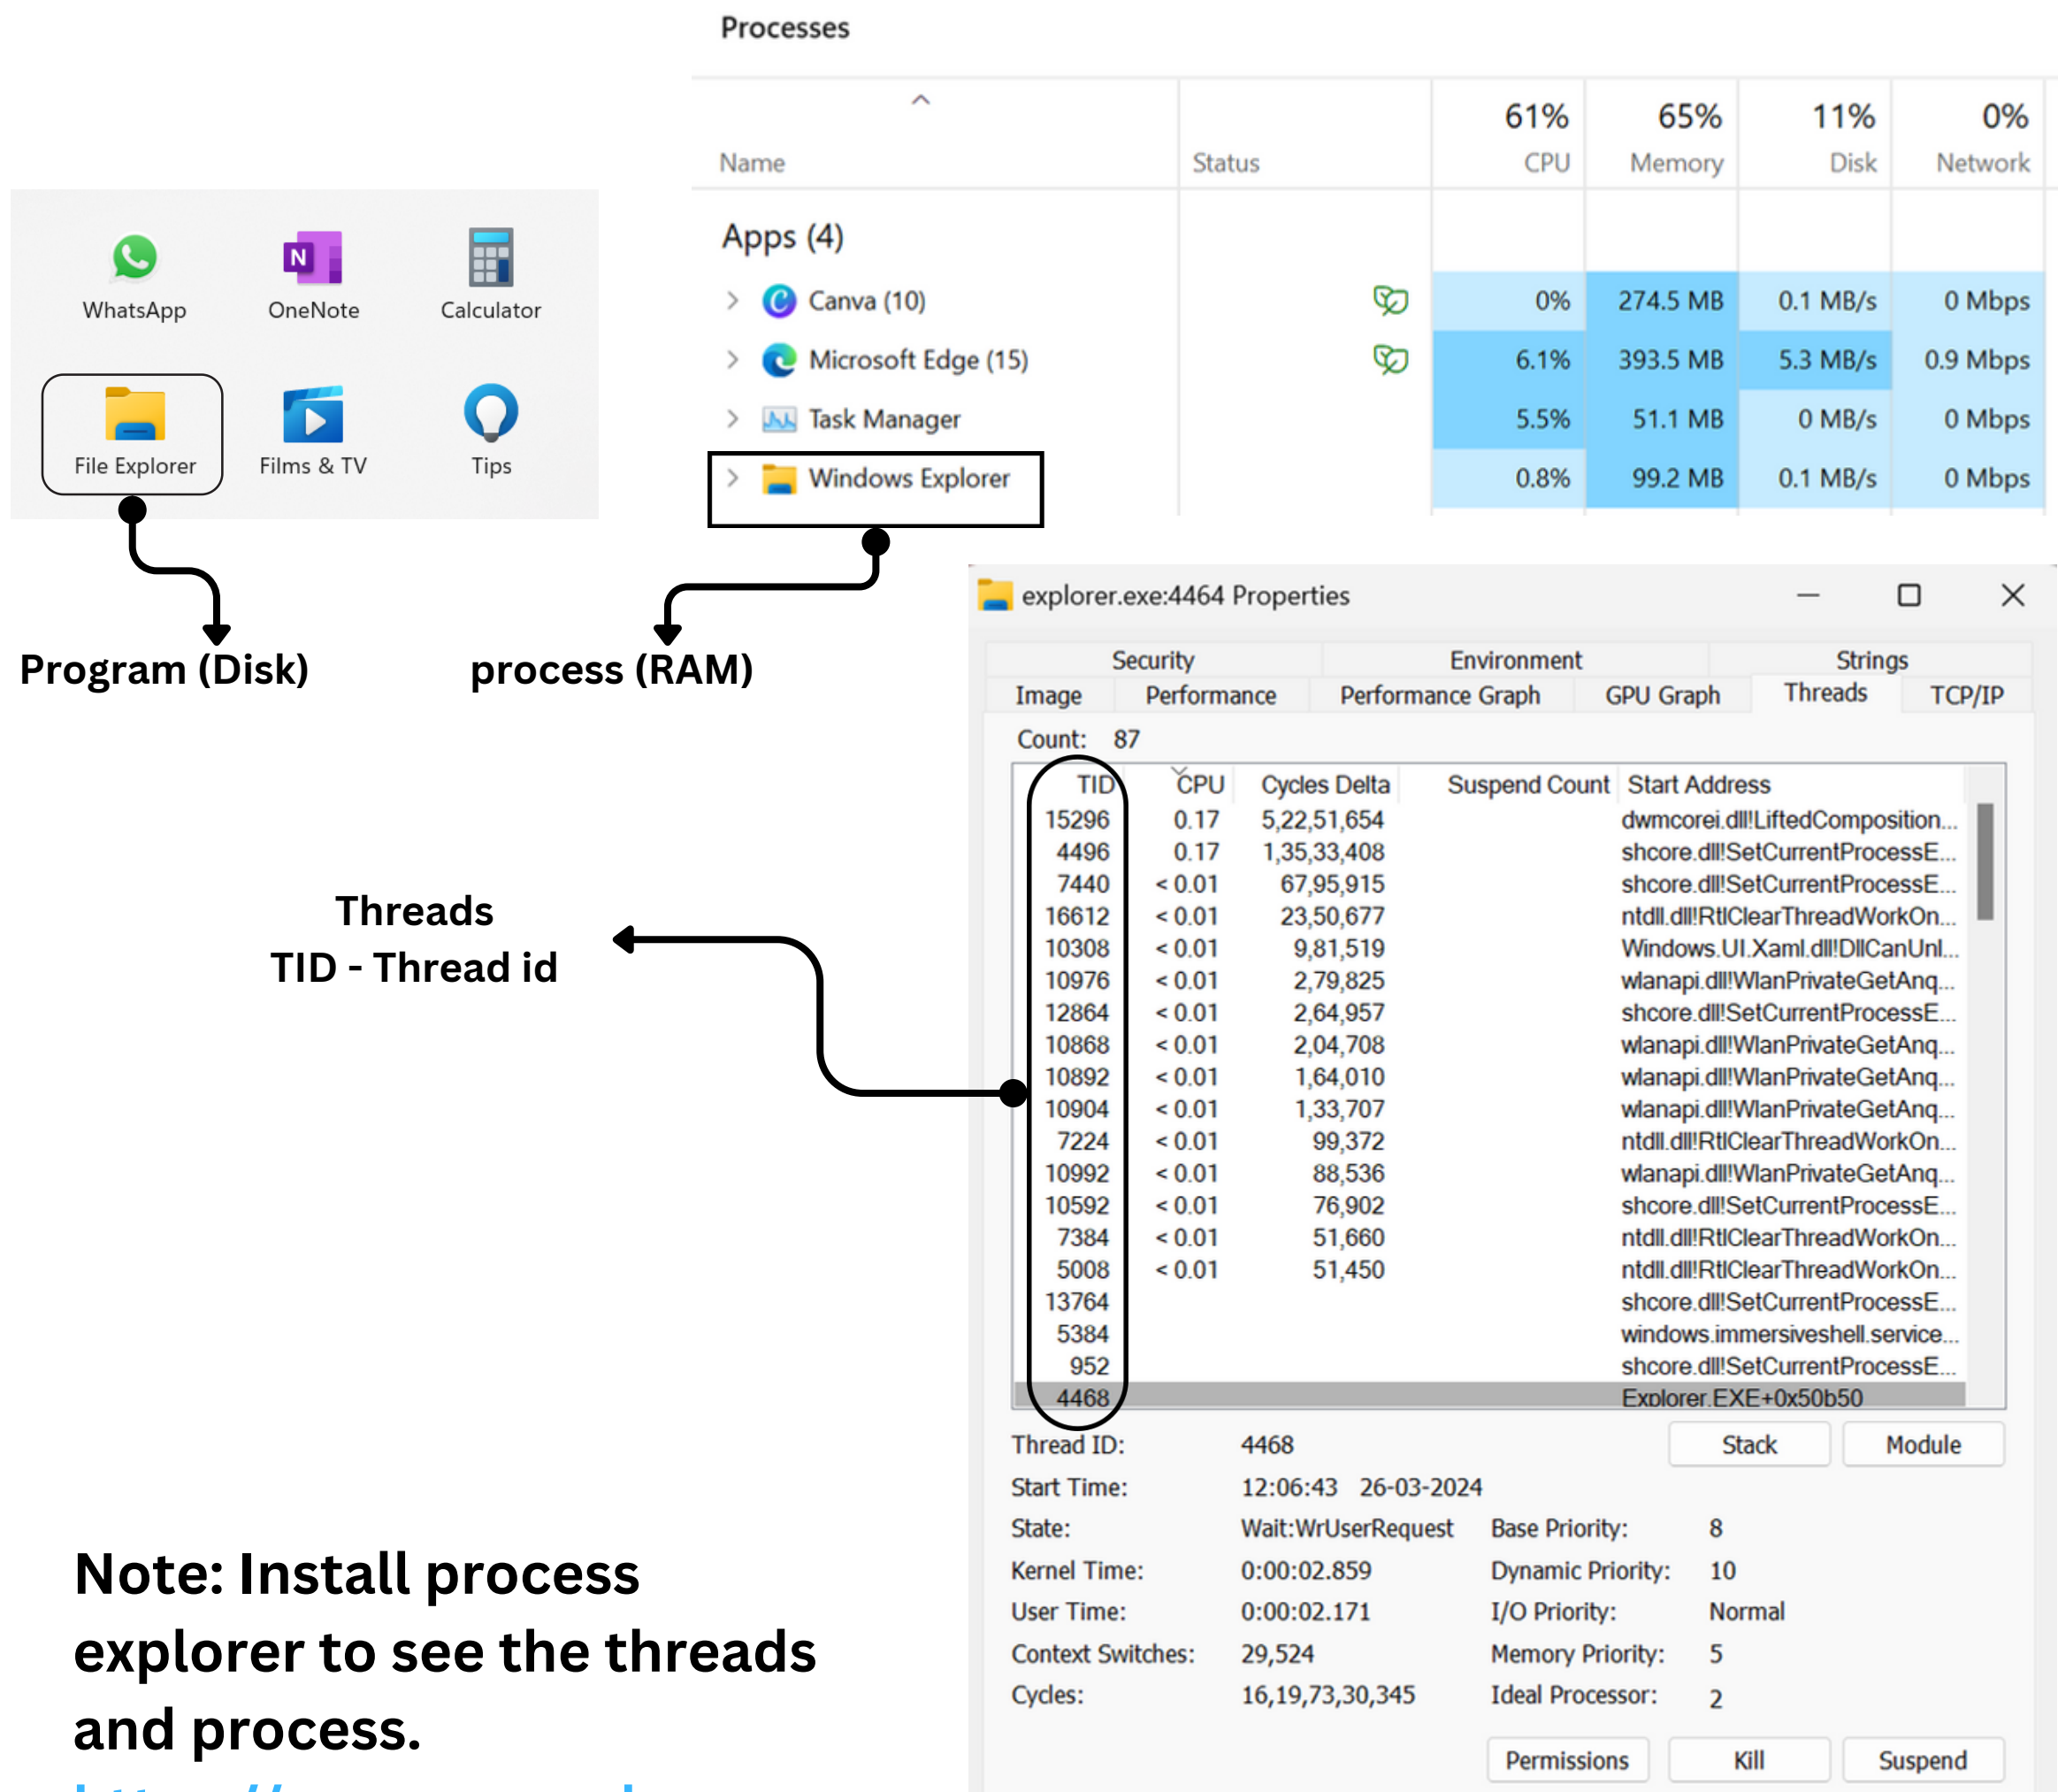 Processes
61% 65% 11% 0%
Name Status CPU Memory Disk Network
Apps (4)
Canva (10) 0% 274.5 MB 0.1 MB/s 0 Mbps
Microsoft Edge (15) 6.1% 393.5 MB 5.3 MB/s 0.9 Mbps
Task Manager 5.5% 51.1 MB 0 MB/s 0 Mbps
Windows Explorer 0.8% 99.2 MB 0.1 MB/s 0 Mbps
WhatsApp OneNote Calculator
File Explorer Films & TV Tips
Program (Disk)
process (RAM)
explorer.exe:4464 Properties
Security Environment Strings
Image Performance Performance Graph GPU Graph Threads TCP/IP
Count: 87
TID CPU Cycles Delta Suspend Count Start Address
15296 0.17 5,22,51,654 dwmcorei.dll!LiftedComposition...
4496 0.17 1,35,33,408 shcore.dll!SetCurrentProcessE...
7440 < 0.01 67,95,915 shcore.dll!SetCurrentProcessE...
16612 < 0.01 23,50,677 ntdll.dll!RtlClearThreadWorkOn...
10308 < 0.01 9,81,519 Windows.UI.Xaml.dll!DllCanUnl...
10976 < 0.01 2,79,825 wlanapi.dll!WlanPrivateGetAnq...
12864 < 0.01 2,64,957 shcore.dll!SetCurrentProcessE...
10868 < 0.01 2,04,708 wlanapi.dll!WlanPrivateGetAnq...
10892 < 0.01 1,64,010 wlanapi.dll!WlanPrivateGetAnq...
10904 < 0.01 1,33,707 wlanapi.dll!WlanPrivateGetAnq...
7224 < 0.01 99,372 ntdll.dll!RtlClearThreadWorkOn...
10992 < 0.01 88,536 wlanapi.dll!WlanPrivateGetAnq...
10592 < 0.01 76,902 shcore.dll!SetCurrentProcessE...
7384 < 0.01 51,660 ntdll.dll!RtlClearThreadWorkOn...
5008 < 0.01 51,450 ntdll.dll!RtlClearThreadWorkOn...
13764 shcore.dll!SetCurrentProcessE...
5384 windows.immersiveshell.service...
952 shcore.dll!SetCurrentProcessE...
4468 Explorer.EXE+0x50b50
Threads
TID - Thread id
Thread ID: 4468 Stack Module
Start Time: 12:06:43 26-03-2024
State: Wait:WrUserRequest Base Priority: 8
Kernel Time: 0:00:02.859 Dynamic Priority: 10
User Time: 0:00:02.171 I/O Priority: Normal
Context Switches: 29,524 Memory Priority: 5
Cycles: 16,19,73,30,345 Ideal Processor: 2
Permissions Kill Suspend
Note: Install process
explorer to see the threads
and process.